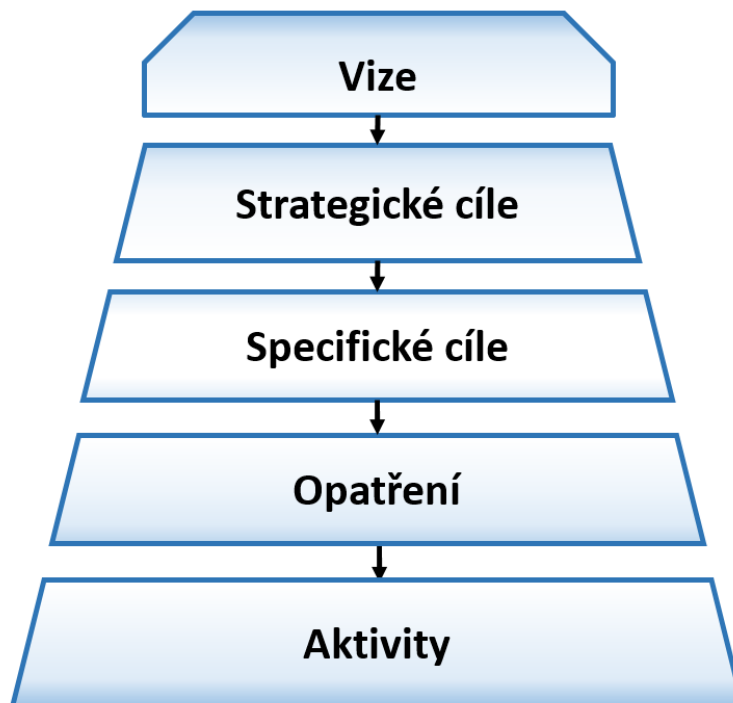 Vize
Strategické cíle
Specifické cíle
Opatření
Aktivity